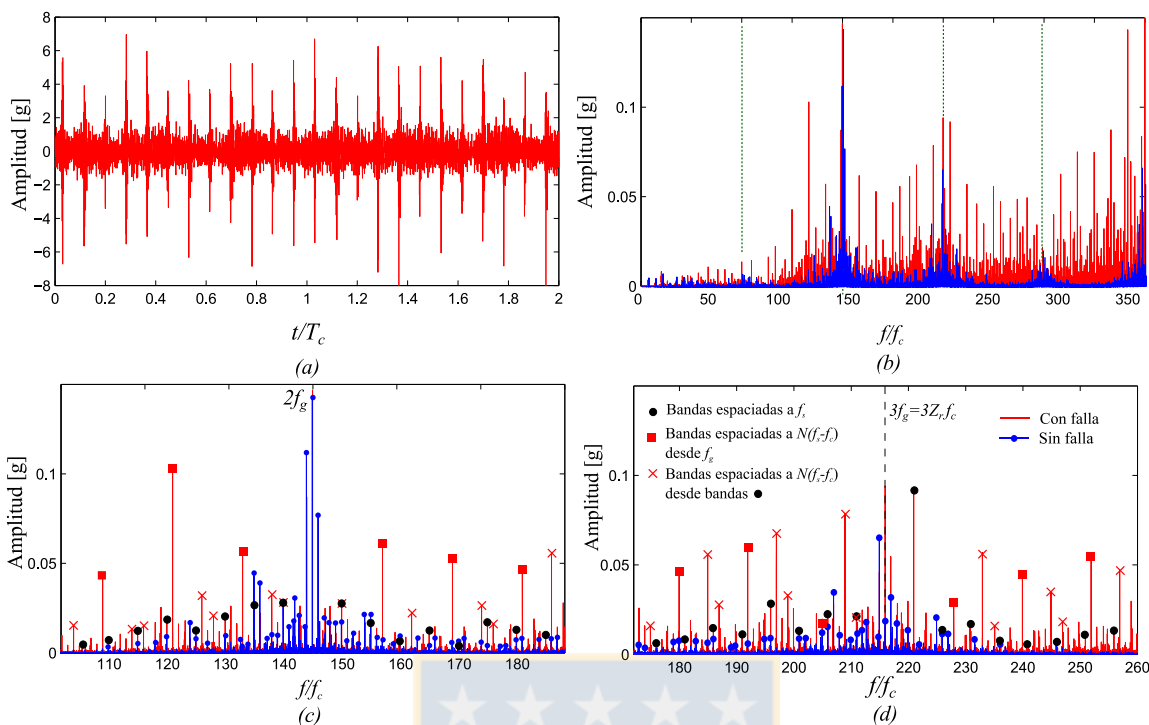 8
6
4
2
0
−2
−4
−6
−8
Amplitud [g]
0 0.2 0.4 0.6 0.8 1 1.2 1.4 1.6 1.8 2
t/T_c
(a)
0.1
0.05
0
Amplitud [g]
0 50 100 150 200 250 300 350
f/f_c
(b)
2f_g
0.1
0.05
0
Amplitud [g]
110 120 130 140 150 160 170 180
f/f_c
(c)
Bandas espaciadas a f_s
Bandas espaciadas a N(f_s-f_c)
desde f_g
Bandas espaciadas a N(f_s-f_c)
desde bandas
3f_g=3Z_r f_c
Con falla
Sin falla
0.1
0.05
0
Amplitud [g]
180 190 200 210 220 230 240 250 260
f/f_c
(d)